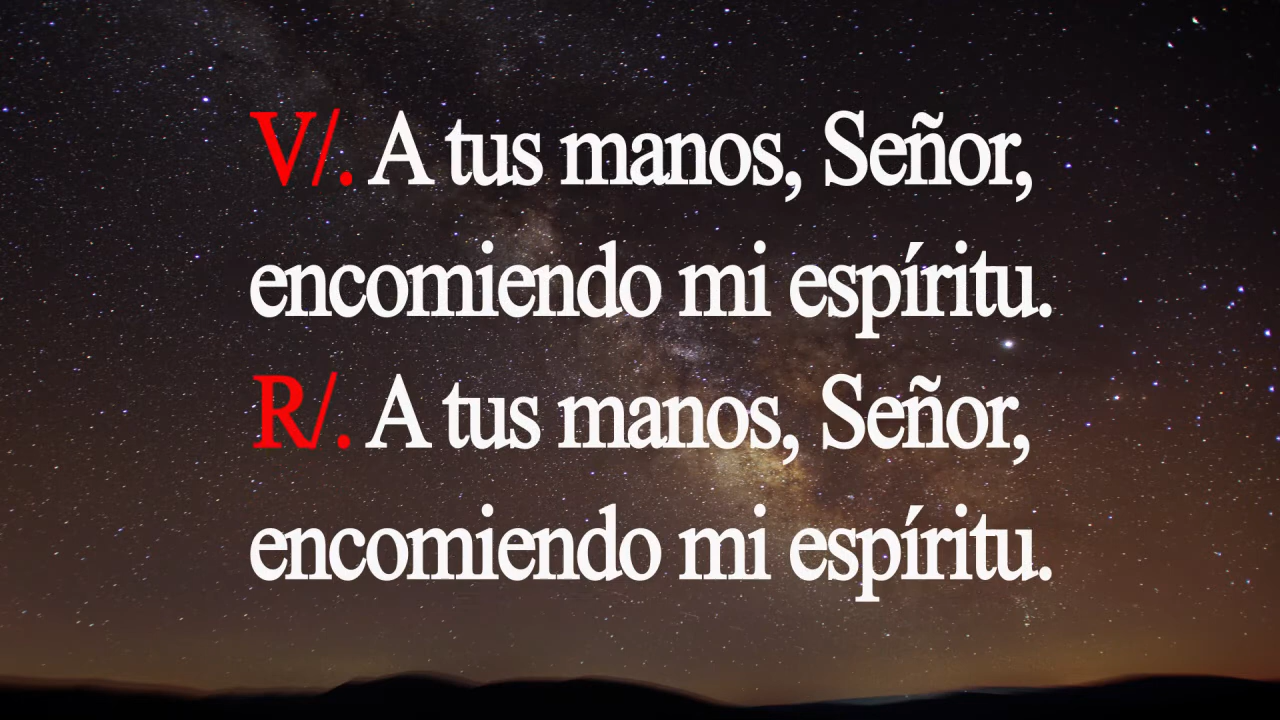 V/. A tus manos, Señor,
encomiendo mi espíritu.
R/. A tus manos, Señor,
encomiendo mi espíritu.